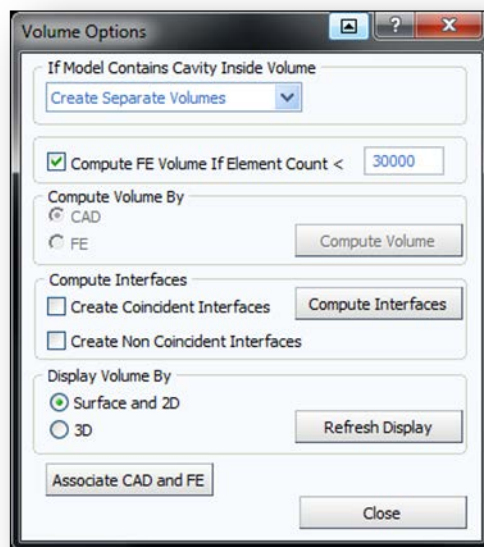 Volume Options
If Model Contains Cavity Inside Volume
Create Separate Volumes
Compute FE Volume If Element Count < 30000
Compute Volume By
CAD
FE
Compute Volume
Compute Interfaces
Create Coincident Interfaces
Compute Interfaces
Create Non Coincident Interfaces
Display Volume By
Surface and 2D
3D
Refresh Display
Associate CAD and FE
Close